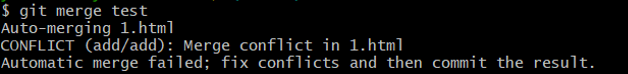 $ git merge test
Auto-merging 1.html
CONFLICT (add/add): Merge conflict in 1.html
Automatic merge failed; fix conflicts and then commit the result.